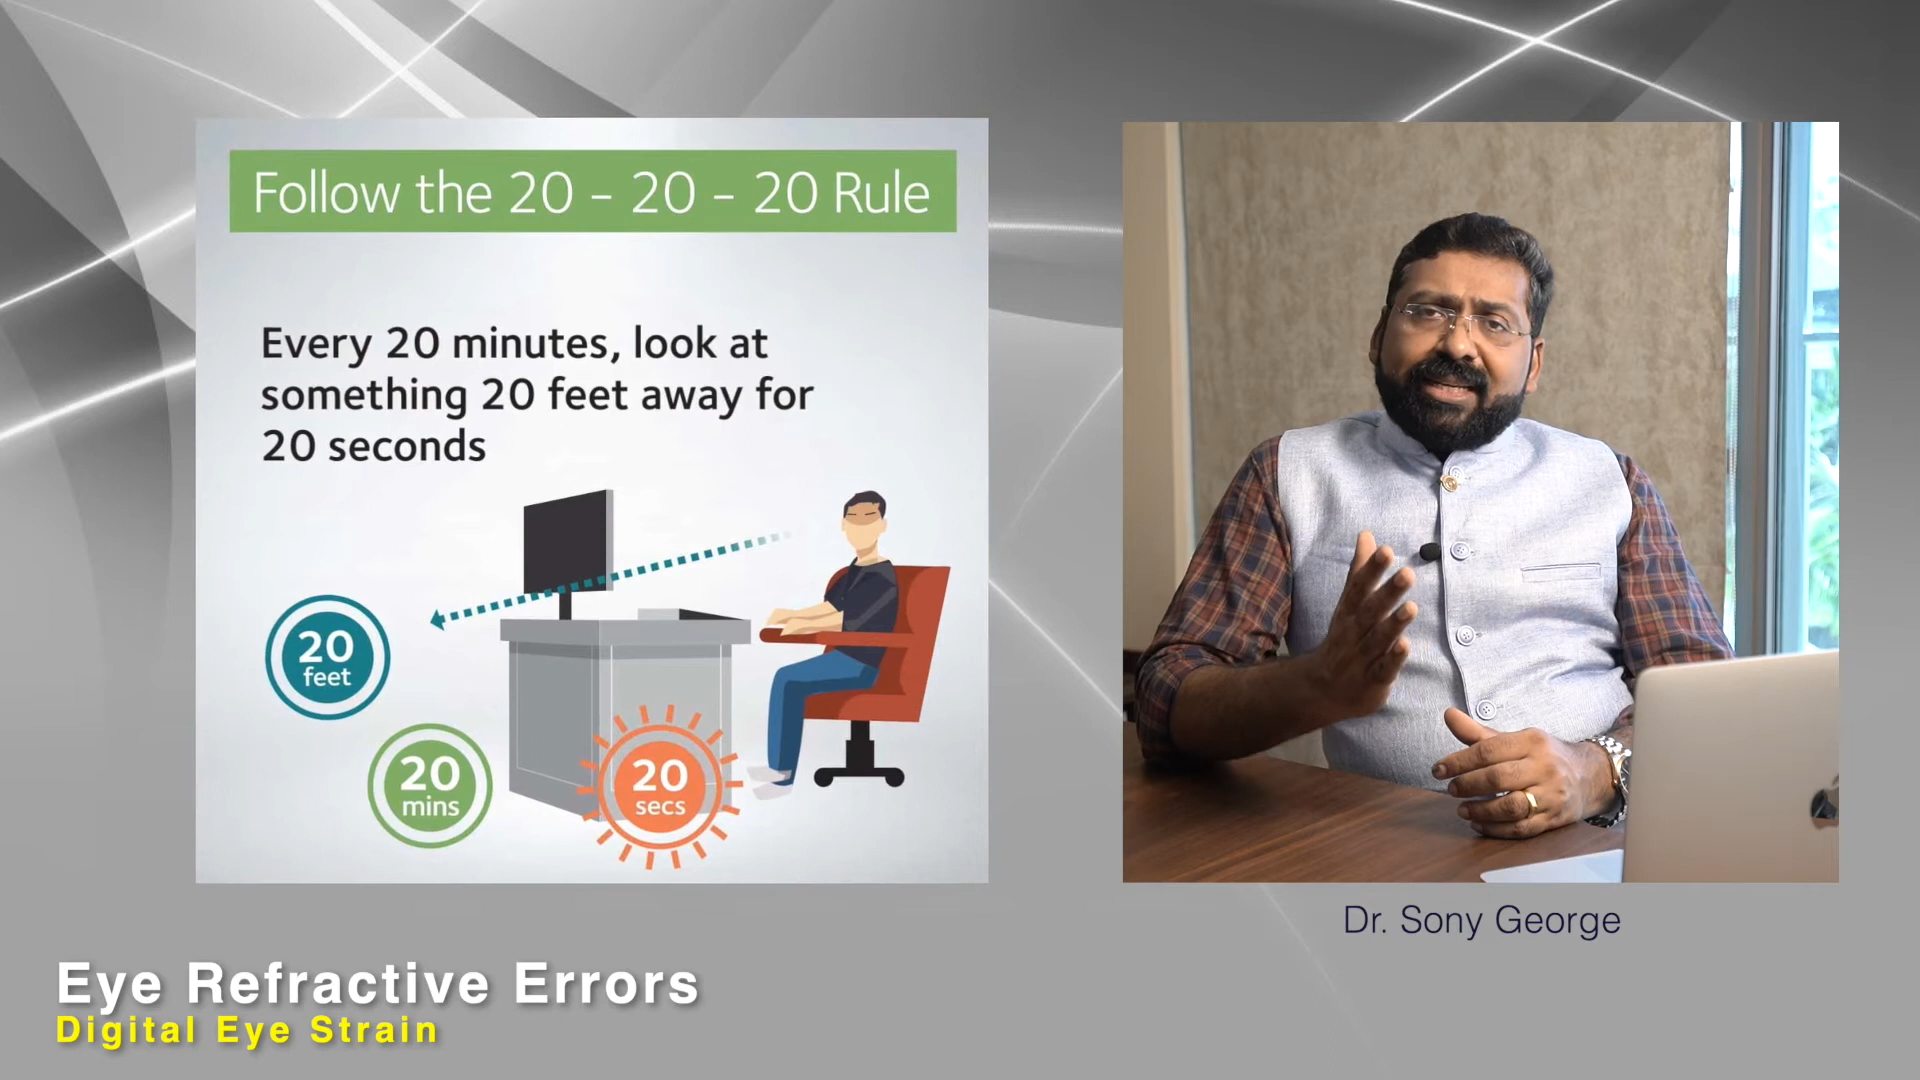 Follow the 20 - 20 - 20 Rule
Every 20 minutes, look at
something 20 feet away for
20 seconds
20
feet
20
mins
20
secs
Dr. Sony George
Eye Refractive Errors
Digital Eye Strain